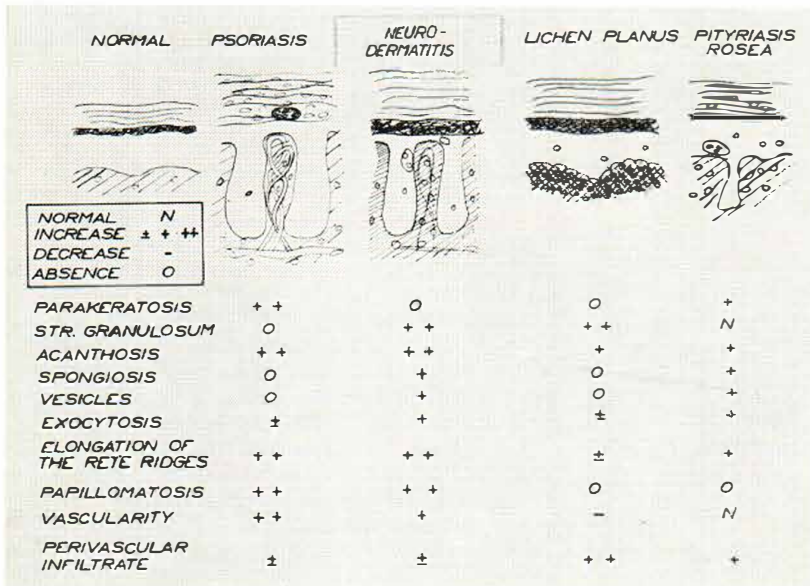 NORMAL PSORIASIS NEURO-DERMATITIS LICHEN PLANUS PITYRIASIS ROSEA
NORMAL N
INCREASE ± + ++
DECREASE -
ABSENCE O
PARAKERATOSIS ++ O O +
STR. GRANULOSUM O ++ ++ N
ACANTHOSIS ++ ++ + +
SPONGIOSIS O + O +
VESICLES O + O +
EXOCYTOSIS ± + ± +
ELONGATION OF
THE RETE RIDGES ++ ++ ± +
PAPILLOMATOSIS ++ ++ O O
VASCULARITY ++ + - N
PERIVASCULAR
INFILTRATE ± ± ++ +